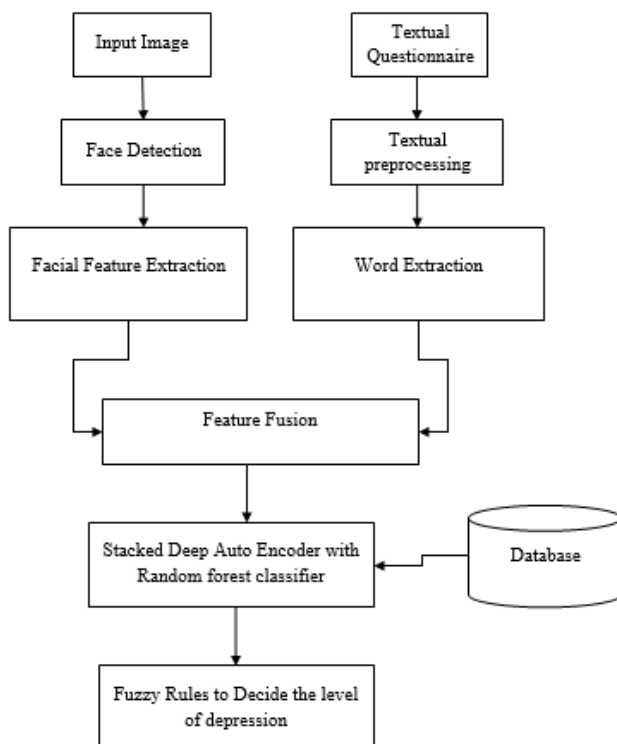 Input Image
Textual
Questionnaire
Face Detection
Textual
preprocessing
Facial Feature Extraction
Word Extraction
Feature Fusion
Stacked Deep Auto Encoder with
Random forest classifier
Database
Fuzzy Rules to Decide the level
of depression